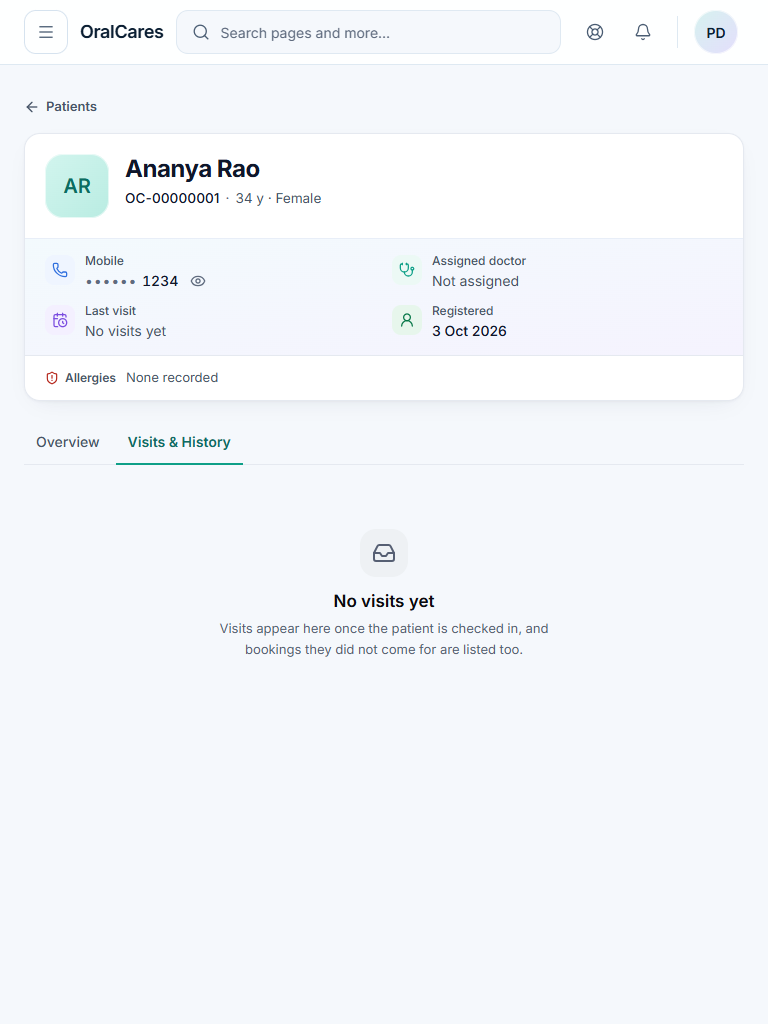 OralCares
Search pages and more...
PD
Patients
AR
Ananya Rao
OC-00000001 · 34 y · Female
Mobile
•••••• 1234
Assigned doctor
Not assigned
Last visit
No visits yet
Registered
3 Oct 2026
Allergies None recorded
Overview
Visits & History
No visits yet
Visits appear here once the patient is checked in, and
bookings they did not come for are listed too.